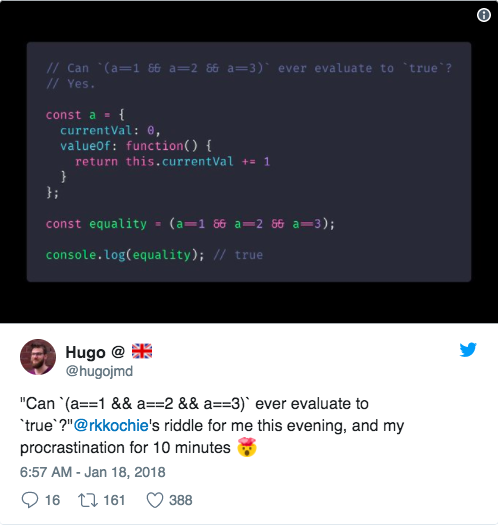 // Can `(a==1 && a==2 && a==3)` ever evaluate to `true`?
// Yes.
const a = {
currentVal: 0,
valueOf: function() {
return this.currentVal += 1
}
};
const equality = (a==1 && a==2 && a==3);
console.log(equality); // true
Hugo @ 🇬🇧
@hugojmd
"Can `(a==1 && a==2 && a==3)` ever evaluate to
`true`?"@rkkochie's riddle for me this evening, and my
procrastination for 10 minutes 🤯
6:57 AM - Jan 18, 2018
16 161 388